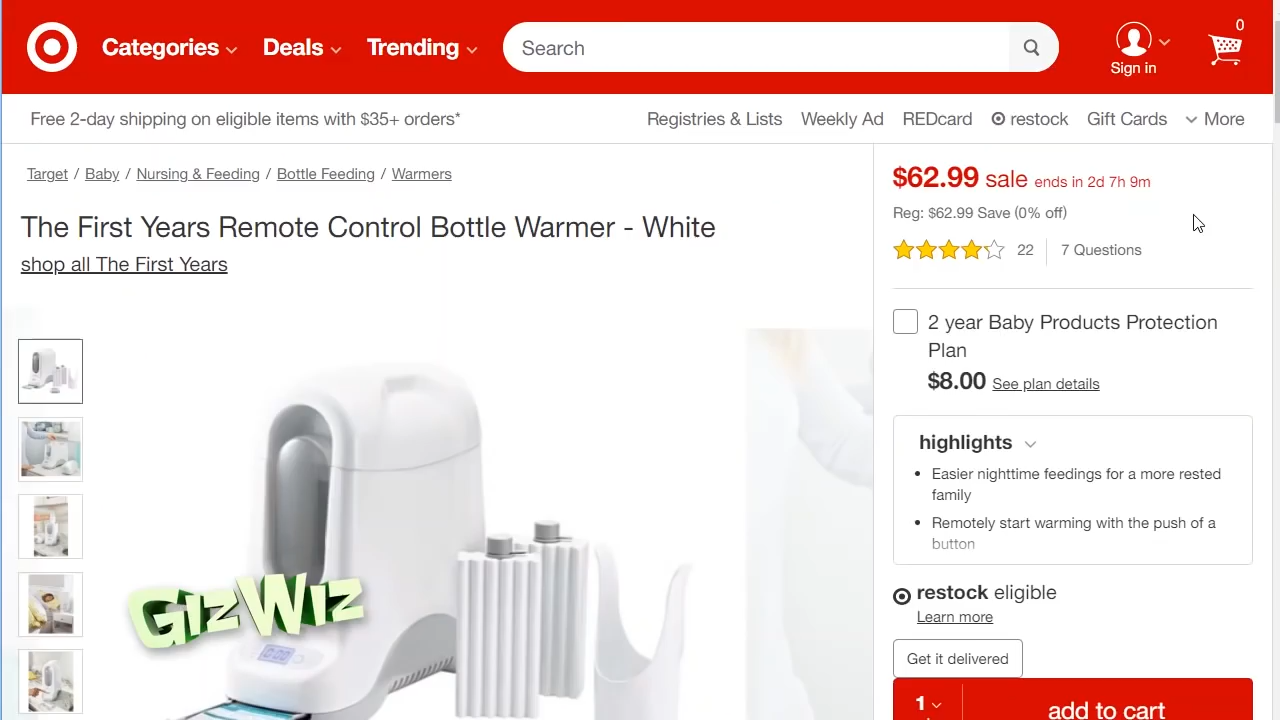 Categories
Deals
Trending
Search
Sign in
0
Free 2-day shipping on eligible items with $35+ orders*
Registries & Lists
Weekly Ad
REDcard
restock
Gift Cards
More
Target / Baby / Nursing & Feeding / Bottle Feeding / Warmers
The First Years Remote Control Bottle Warmer - White
shop all The First Years
$62.99 sale ends in 2d 7h 9m
Reg: $62.99 Save (0% off)
22
7 Questions
2 year Baby Products Protection
Plan
$8.00 See plan details
highlights
• Easier nighttime feedings for a more rested
family
• Remotely start warming with the push of a
button
restock eligible
Learn more
Get it delivered
1
add to cart
GIZWIZ